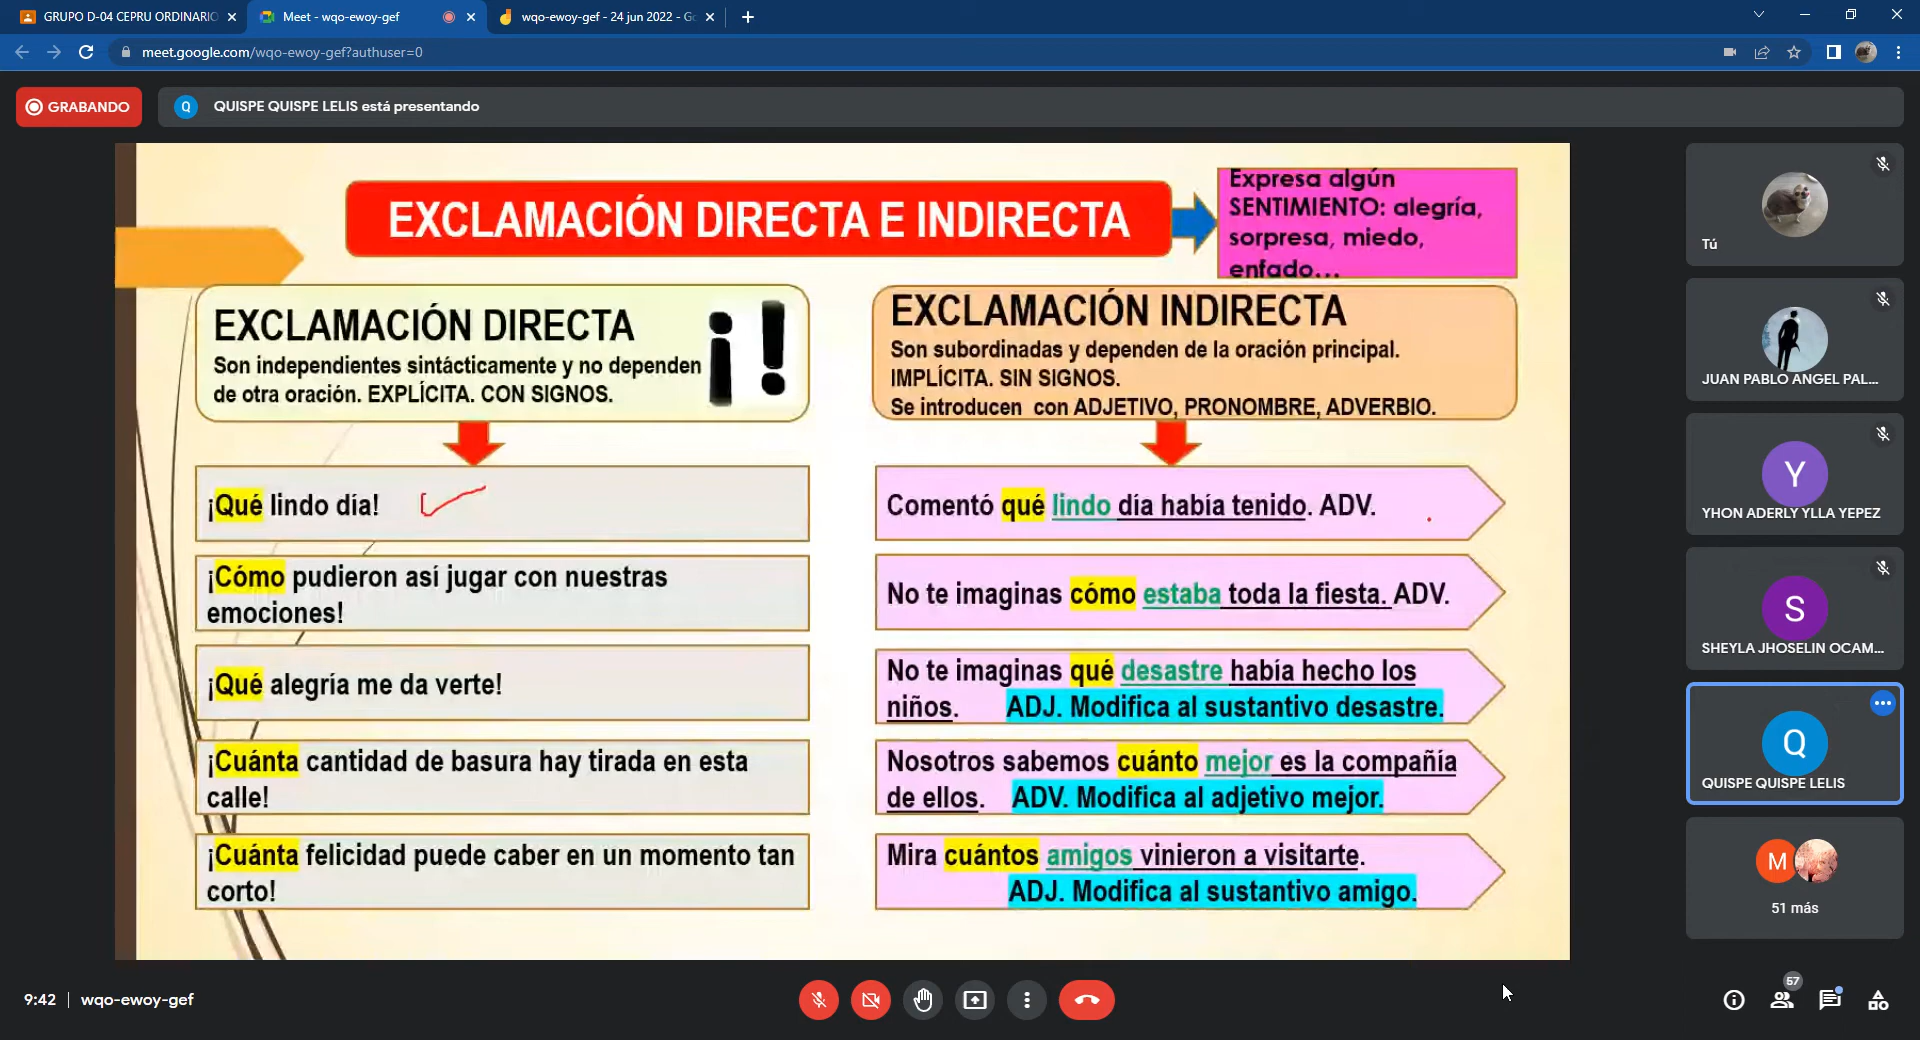 GRUPO D-04 CEPRU ORDINARIO
Meet - wqo-ewoy-gef
wqo-ewoy-gef - 24 jun 2022 - Go
meet.google.com/wqo-ewoy-gef?authuser=0
GRABANDO
Q
QUISPE QUISPE LELIS está presentando
EXCLAMACIÓN DIRECTA E INDIRECTA
Expresa algún
SENTIMIENTO: alegría,
sorpresa, miedo,
enfado...
EXCLAMACIÓN DIRECTA
Son independientes sintácticamente y no dependen
de otra oración. EXPLÍCITA. CON SIGNOS.
¡!
¡Qué lindo día!
¡Cómo pudieron así jugar con nuestras
emociones!
¡Qué alegría me da verte!
¡Cuánta cantidad de basura hay tirada en esta
calle!
¡Cuánta felicidad puede caber en un momento tan
corto!
EXCLAMACIÓN INDIRECTA
Son subordinadas y dependen de la oración principal.
IMPLÍCITA. SIN SIGNOS.
Se introducen con ADJETIVO, PRONOMBRE, ADVERBIO.
Comentó qué lindo día había tenido. ADV.
No te imaginas cómo estaba toda la fiesta. ADV.
No te imaginas qué desastre había hecho los
niños. ADJ. Modifica al sustantivo desastre.
Nosotros sabemos cuánto mejor es la compañía
de ellos. ADV. Modifica al adjetivo mejor.
Mira cuántos amigos vinieron a visitarte.
ADJ. Modifica al sustantivo amigo.
Tú
JUAN PABLO ANGEL PAL...
Y
YHON ADERLY YLLA YEPEZ
S
SHEYLA JHOSELIN OCAM...
Q
QUISPE QUISPE LELIS
M
51 más
9:42
wqo-ewoy-gef
57